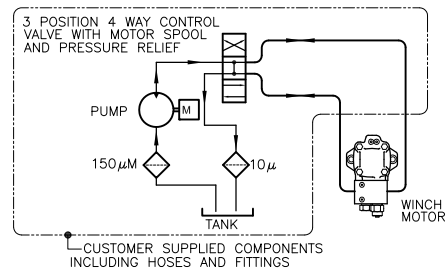 3 POSITION 4 WAY CONTROL
VALVE WITH MOTOR SPOOL
AND PRESSURE RELIEF
PUMP
M
150µM
10µ
TANK
WINCH
MOTOR
CUSTOMER SUPPLIED COMPONENTS
INCLUDING HOSES AND FITTINGS